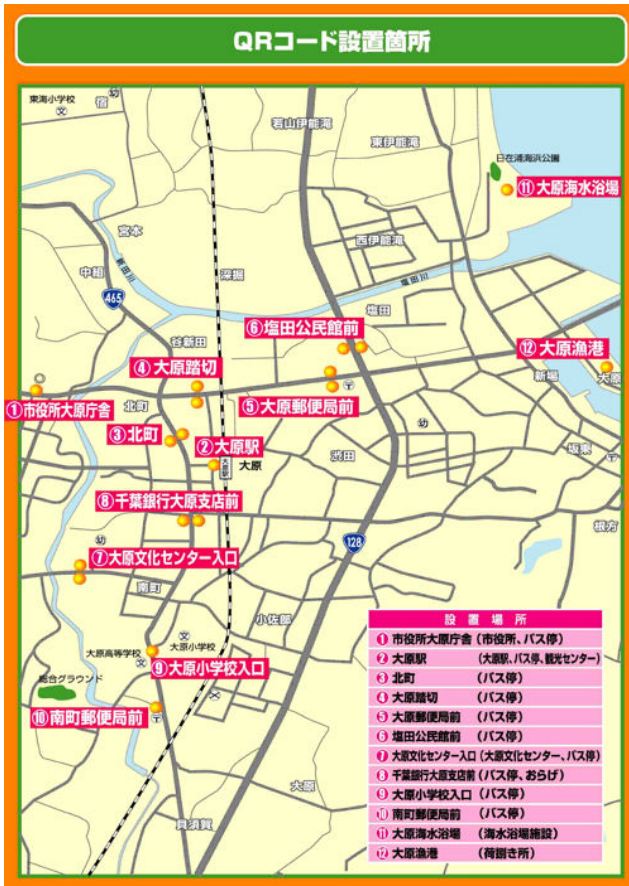 QRコード設置箇所
幼
宿
東海小学校
文
若山伊能滝
東伊能滝
日在浦海浜公園
⑪大原海水浴場
宮本
新田川
西伊能滝
中組
深掘
塩田川
465
塩田
⑥塩田公民館前
谷新田
⑫大原漁港
④大原踏切
新場
大原
①市役所大原庁舎
北町
⑤大原郵便局前
〒
③北町
②大原駅
幼
大原
大原駅
坂東
〒
⑧千葉銀行大原支店前
根方
128
幼
⑦大原文化センター入口
南町
小佐部
文
大原高等学校
大原小学校
文
⑨大原小学校入口
総合グラウンド
⑩南町郵便局前
〒
大原
貝須賀
設置場所
① 市役所大原庁舎(市役所、バス停)
② 大原駅 (大原駅、バス停、観光センター)
③ 北町 (バス停)
④ 大原踏切 (バス停)
⑤ 大原郵便局前 (バス停)
⑥ 塩田公民館前 (バス停)
⑦ 大原文化センター入口(大原文化センター、バス停)
⑧ 千葉銀行大原支店前(バス停、おらげ)
⑨ 大原小学校入口 (バス停)
⑩ 南町郵便局前 (バス停)
⑪ 大原海水浴場 (海水浴場施設)
⑫ 大原漁港 (荷捌き所)